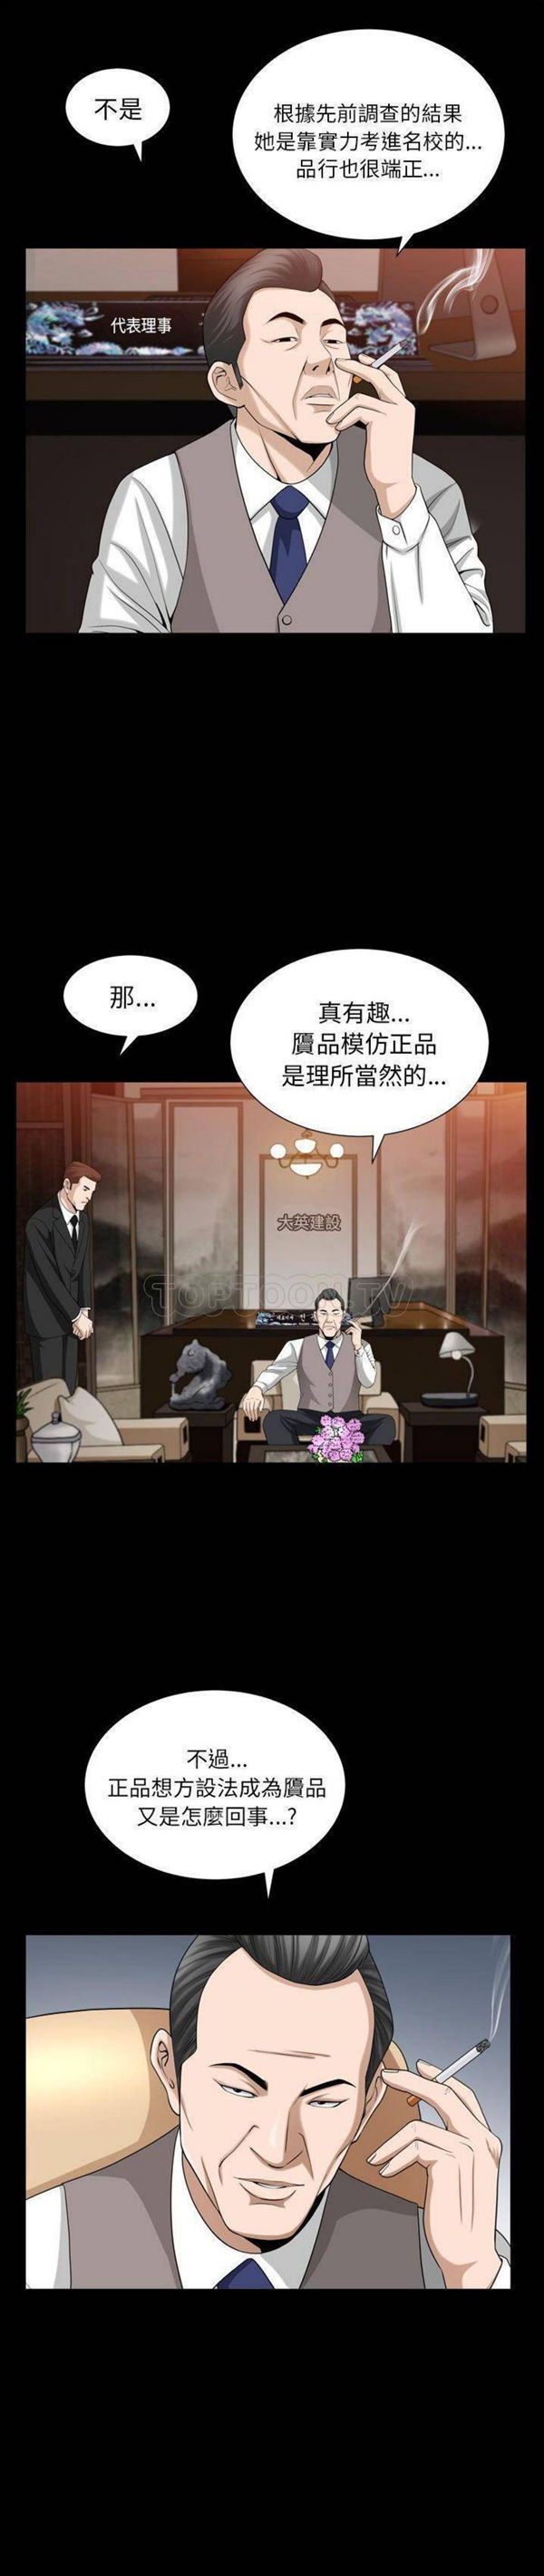 不是
根據先前調查的結果
她是靠實力考進名校的...
品行也很端正...
代表理事
那...
真有趣...
贗品模仿正品
是理所當然的...
大英建設
TOPTOON.TV
不過...
正品想方設法成為贗品
又是怎麼回事...?